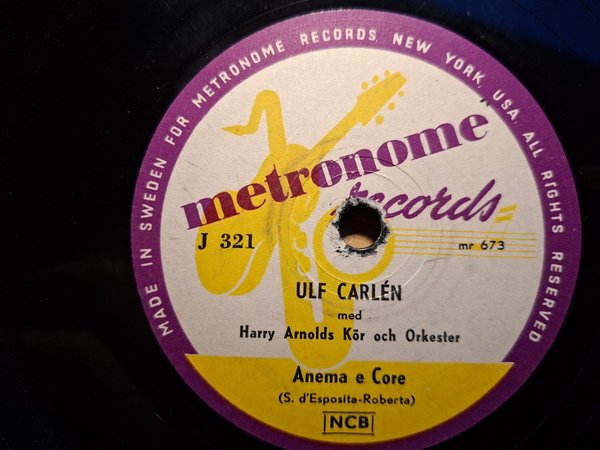 MADE IN SWEDEN FOR METRONOME RECORDS, NEW YORK, USA. ALL RIGHTS RESERVED
metronome
records
J 321
mr 673
ULF CARLÉN
med
Harry Arnolds Kör och Orkester
Anema e Core
(S. d'Esposita-Roberta)
NCB